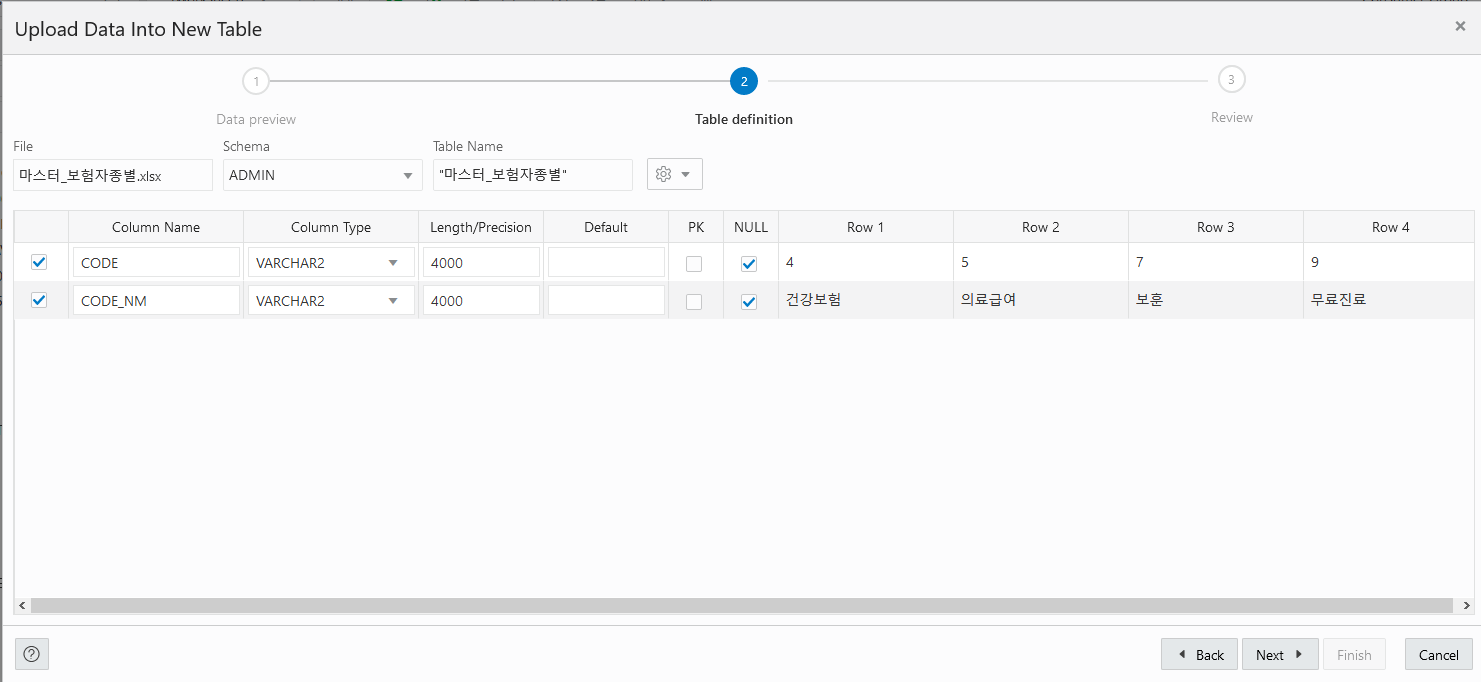 Upload Data Into New Table
1 2 3
Data preview Table definition Review
File Schema Table Name
마스터_보험자종별.xlsx ADMIN "마스터_보험자종별"
Column Name Column Type Length/Precision Default PK NULL Row 1 Row 2 Row 3 Row 4
CODE VARCHAR2 4000 4 5 7 9
CODE_NM VARCHAR2 4000 건강보험 의료급여 보훈 무료진료
Back Next Finish Cancel